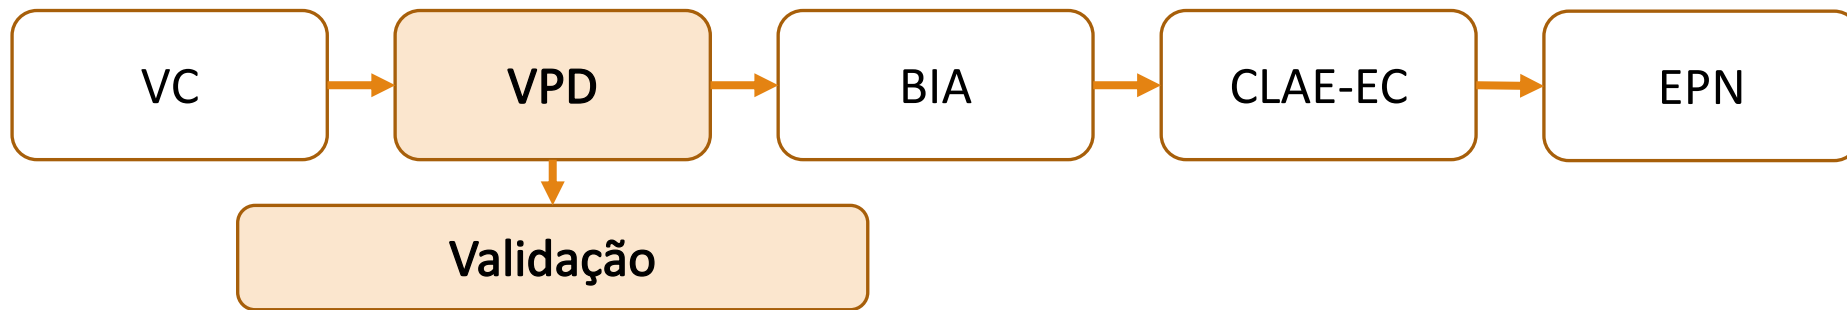 VC
VPD
BIA
CLAE-EC
EPN
Validação